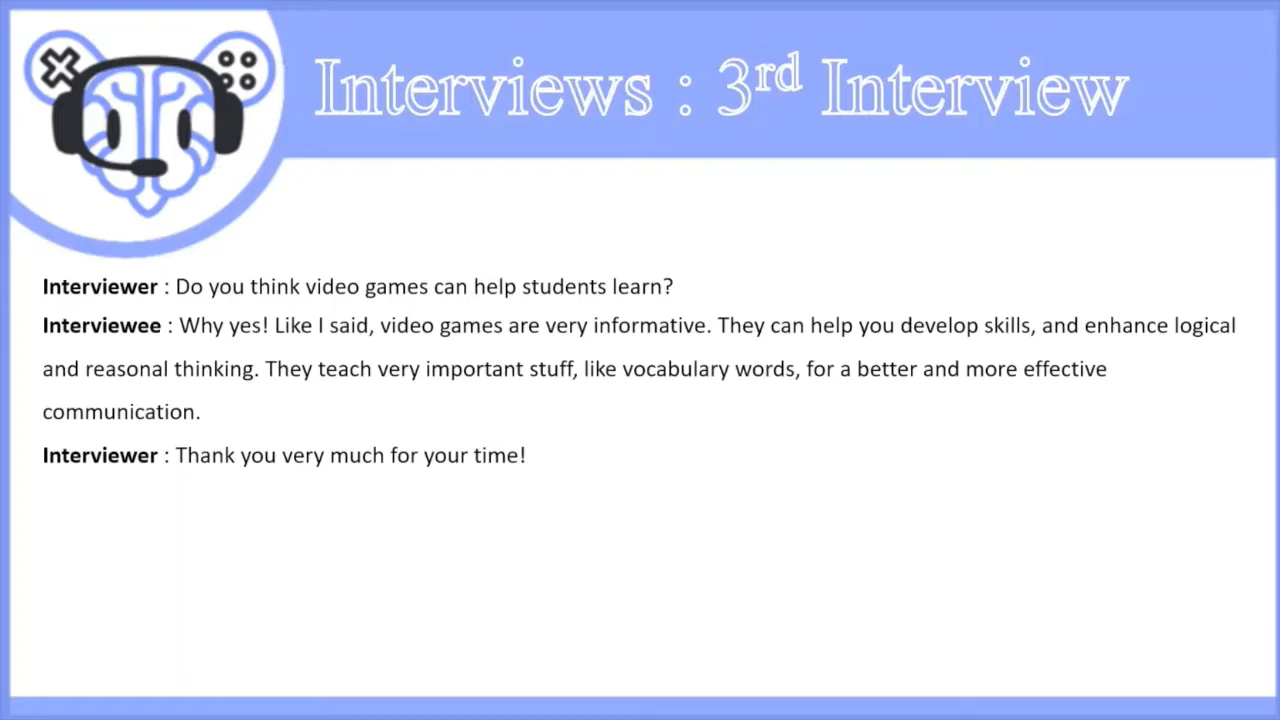 Interviews : 3rd Interview
Interviewer : Do you think video games can help students learn?
Interviewee : Why yes! Like I said, video games are very informative. They can help you develop skills, and enhance logical
and reasonal thinking. They teach very important stuff, like vocabulary words, for a better and more effective
communication.
Interviewer : Thank you very much for your time!